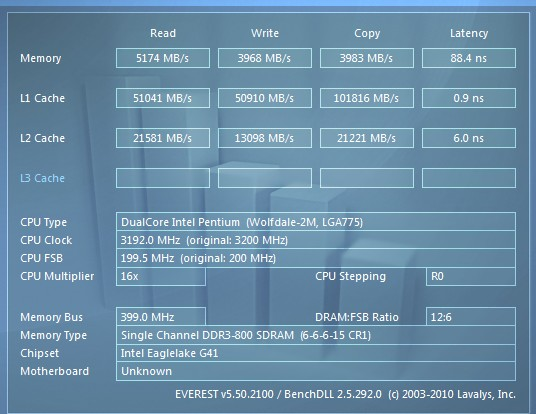 Read Write Copy Latency
Memory 5174 MB/s 3968 MB/s 3983 MB/s 88.4 ns
L1 Cache 51041 MB/s 50910 MB/s 101816 MB/s 0.9 ns
L2 Cache 21581 MB/s 13098 MB/s 21221 MB/s 6.0 ns
L3 Cache
CPU Type DualCore Intel Pentium (Wolfdale-2M, LGA775)
CPU Clock 3192.0 MHz (original: 3200 MHz)
CPU FSB 199.5 MHz (original: 200 MHz)
CPU Multiplier 16x CPU Stepping R0
Memory Bus 399.0 MHz DRAM:FSB Ratio 12:6
Memory Type Single Channel DDR3-800 SDRAM (6-6-6-15 CR1)
Chipset Intel Eaglelake G41
Motherboard Unknown
EVEREST v5.50.2100 / BenchDLL 2.5.292.0 (c) 2003-2010 Lavalys, Inc.